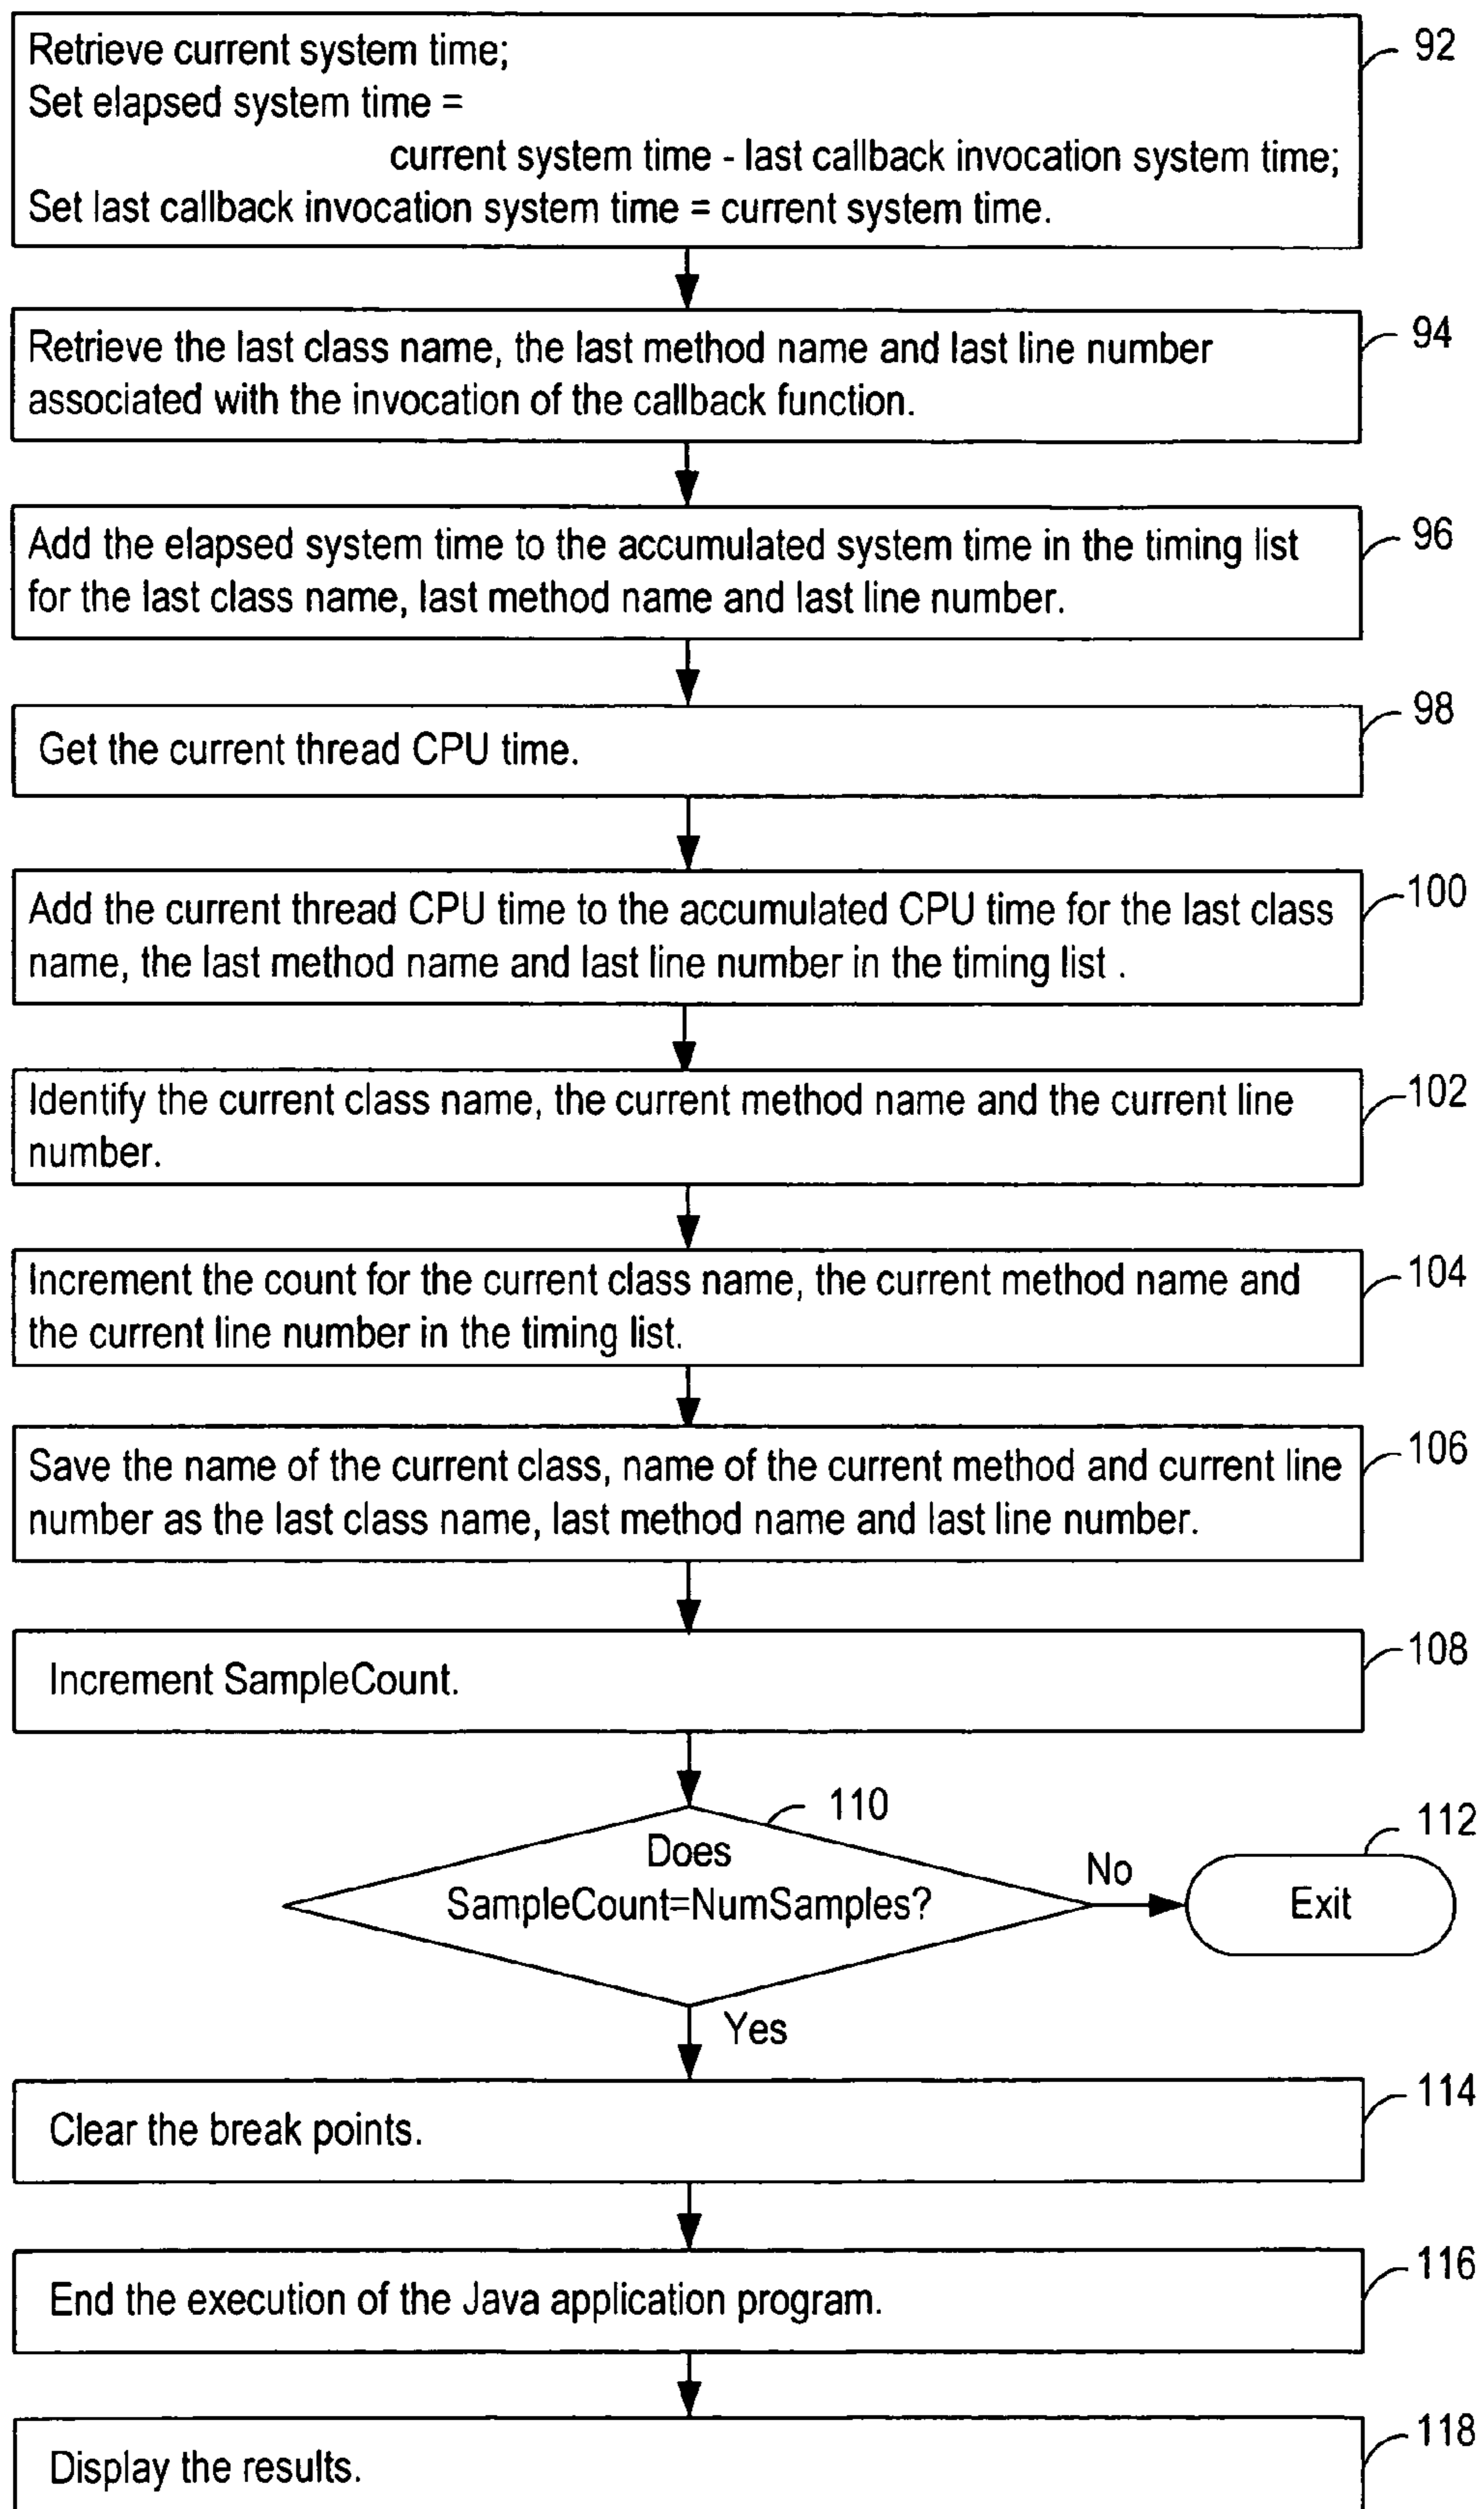 Retrieve current system time;
Set elapsed system time =
current system time - last callback invocation system time;
Set last callback invocation system time = current system time.
92
Retrieve the last class name, the last method name and last line number
associated with the invocation of the callback function.
94
Add the elapsed system time to the accumulated system time in the timing list
for the last class name, last method name and last line number.
96
Get the current thread CPU time.
98
Add the current thread CPU time to the accumulated CPU time for the last class
name, the last method name and last line number in the timing list .
100
Identify the current class name, the current method name and the current line
number.
102
Increment the count for the current class name, the current method name and
the current line number in the timing list.
104
Save the name of the current class, name of the current method and current line
number as the last class name, last method name and last line number.
106
Increment SampleCount.
108
110
Does
SampleCount=NumSamples?
No
112
Exit
Yes
Clear the break points.
114
End the execution of the Java application program.
116
Display the results.
118